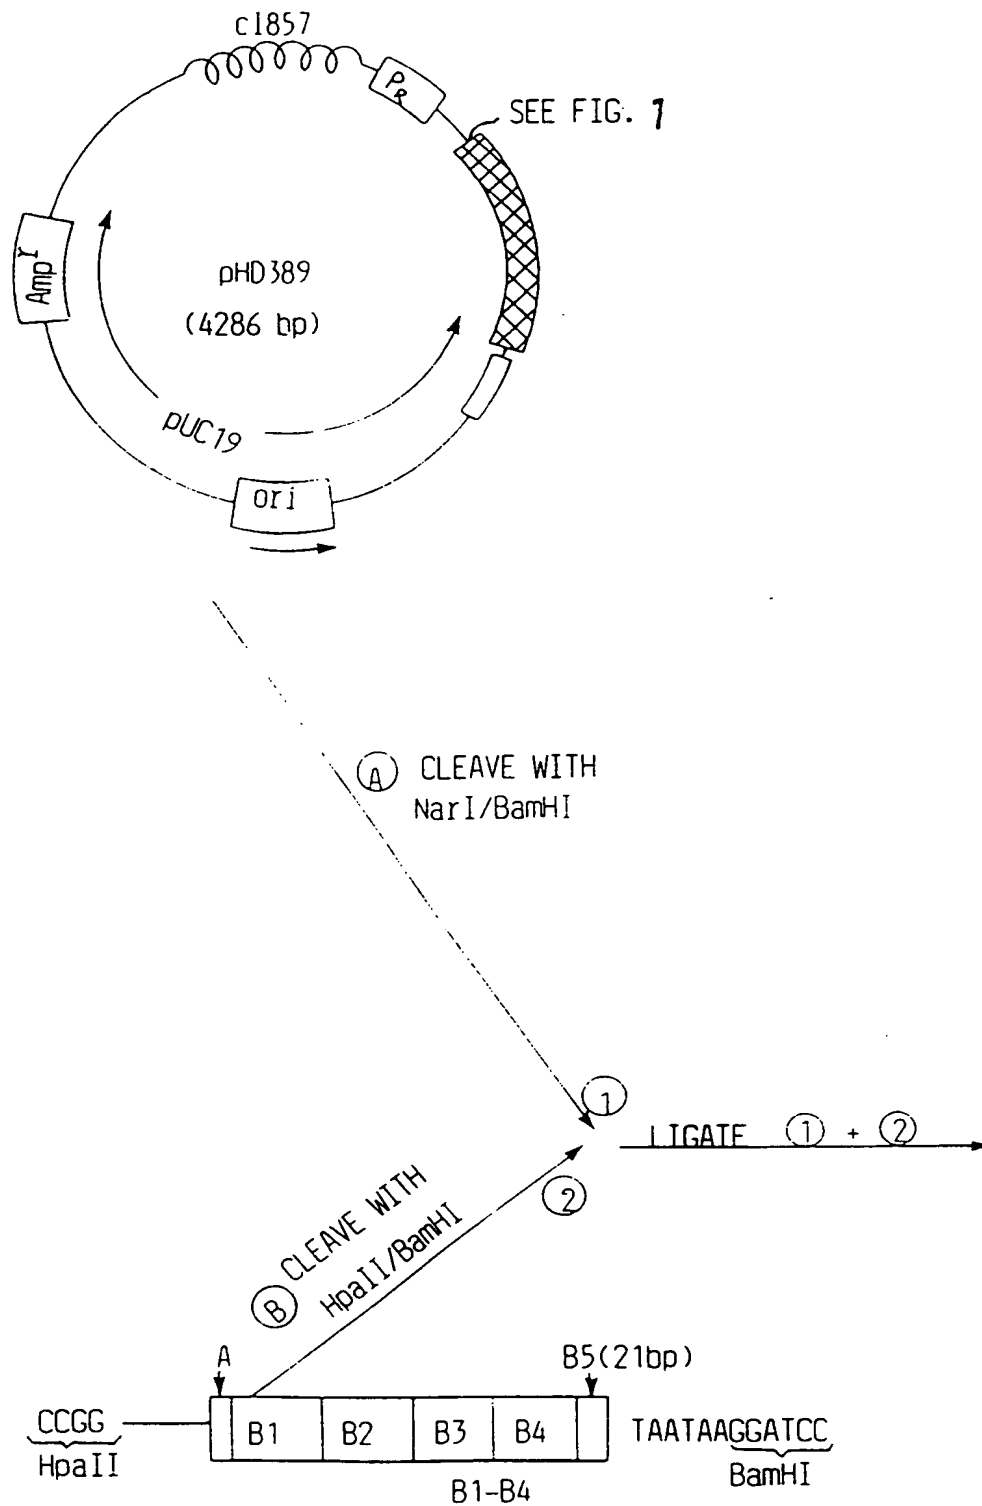 cI857
PR
SEE FIG. 1
Ampr
pHD389
(4286 bp)
pUC19
ori
A CLEAVE WITH
NarI/BamHI
1
LIGATE 1 + 2
2
B CLEAVE WITH
HpaII/BamHI
A
B5(21bp)
CCGG
B1 B2 B3 B4
TAATAAGGATCC
HpaII
BamHI
B1-B4